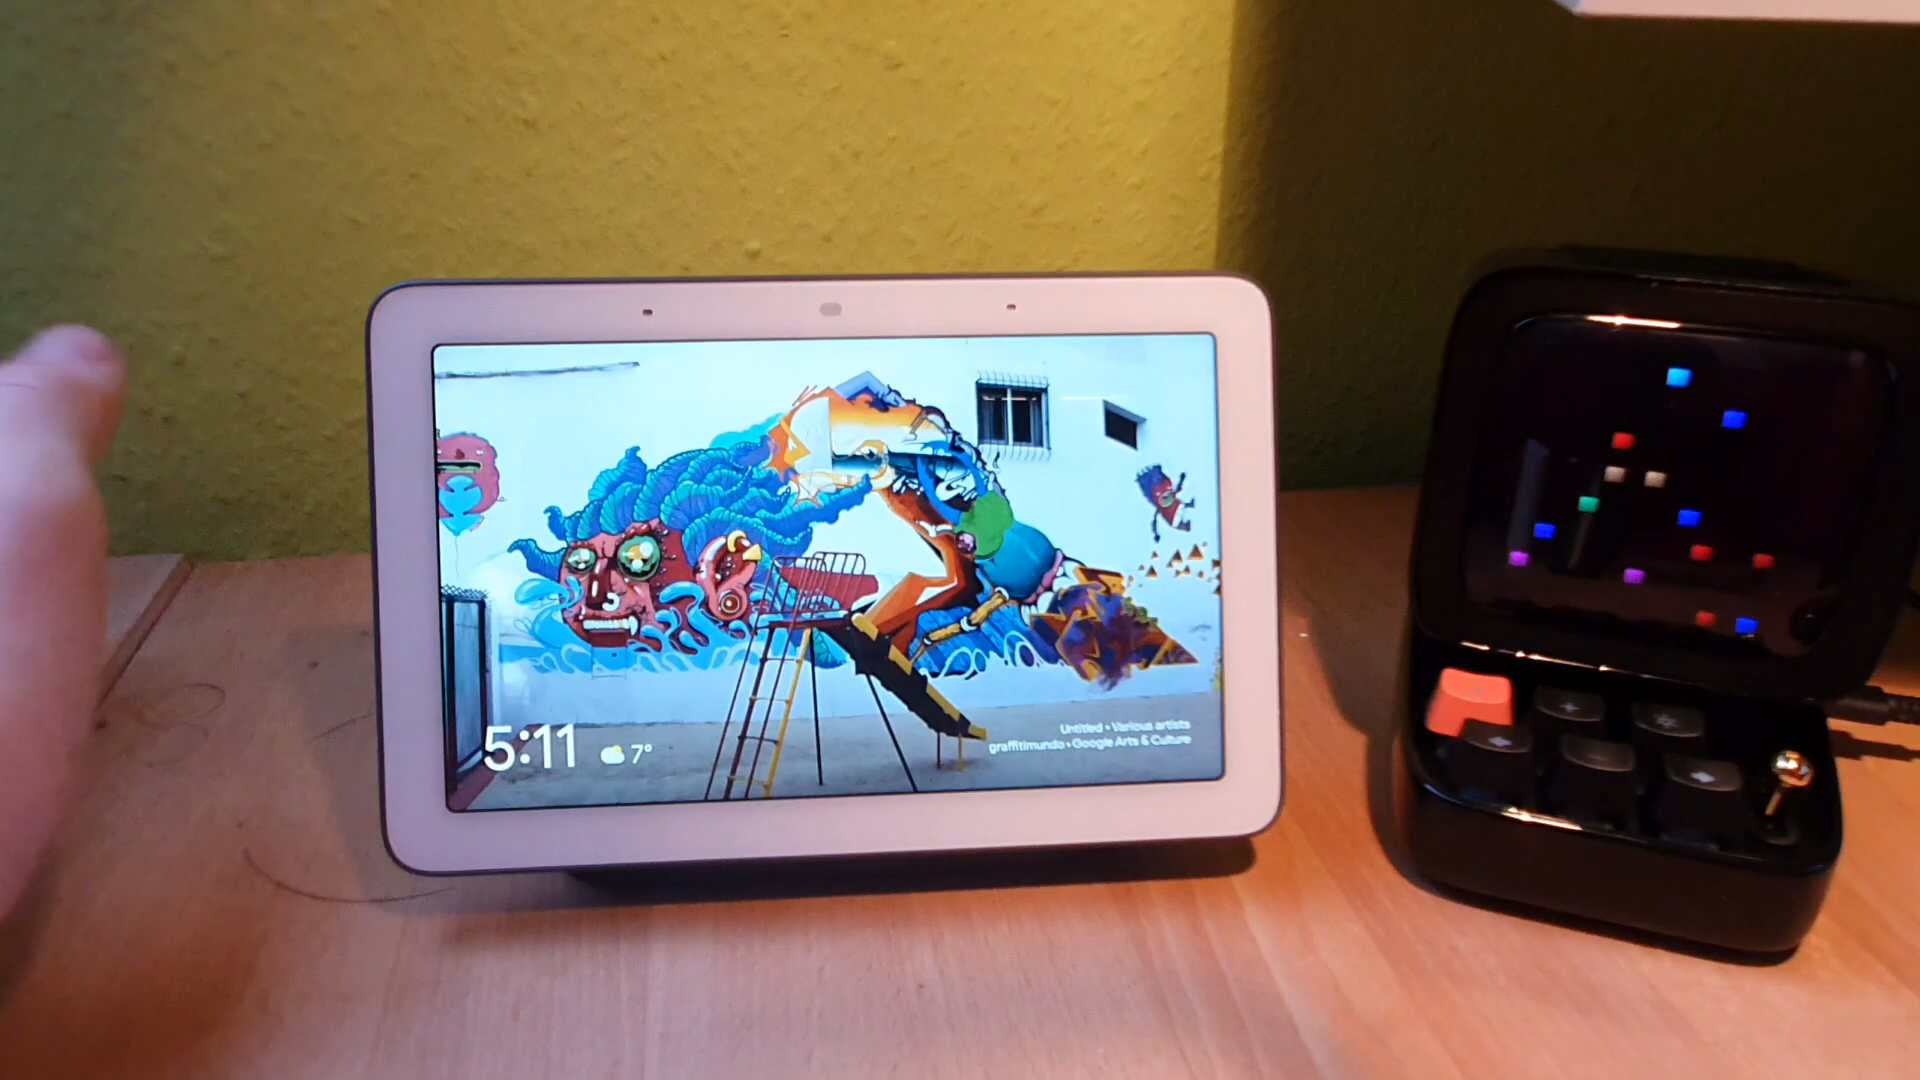 5:11 7°
Untitled • Various artists
graffitimundo • Google Arts & Culture